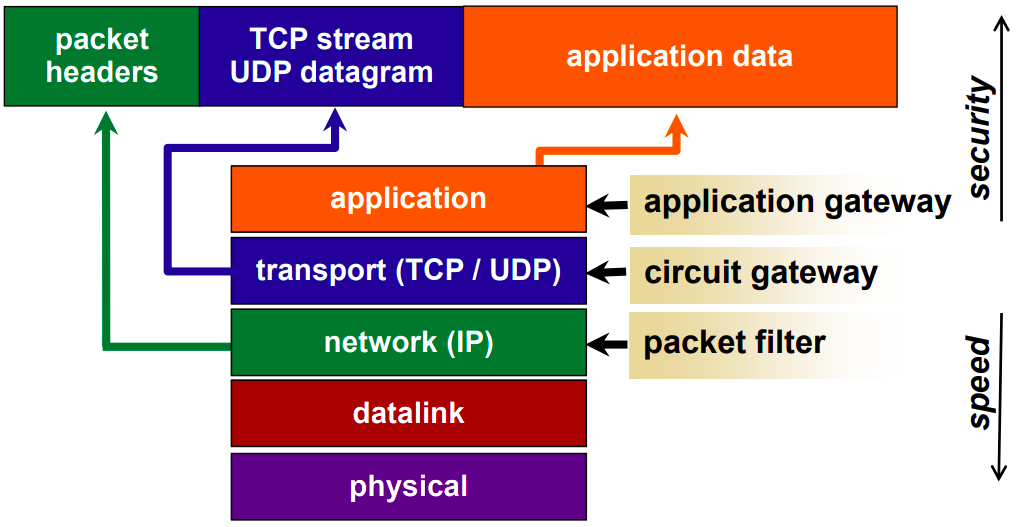 packet
headers
TCP stream
UDP datagram
application data
security
application
application gateway
transport (TCP / UDP)
circuit gateway
network (IP)
packet filter
speed
datalink
physical